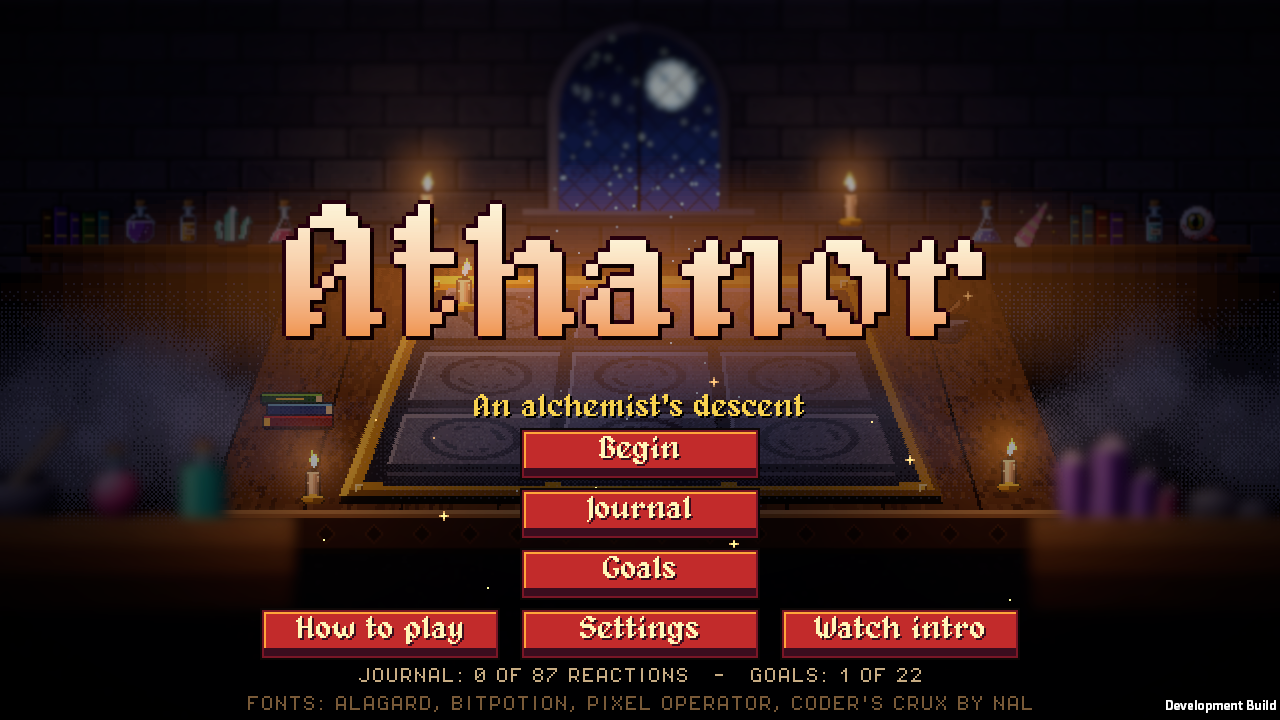 Athanor
An alchemist's descent
Begin
Journal
Goals
How to play
Settings
Watch intro
JOURNAL: 0 OF 87 REACTIONS - GOALS: 1 OF 22
FONTS: ALAGARD, BITPOTION, PIXEL OPERATOR, CODER'S CRUX BY NAL
Development Build